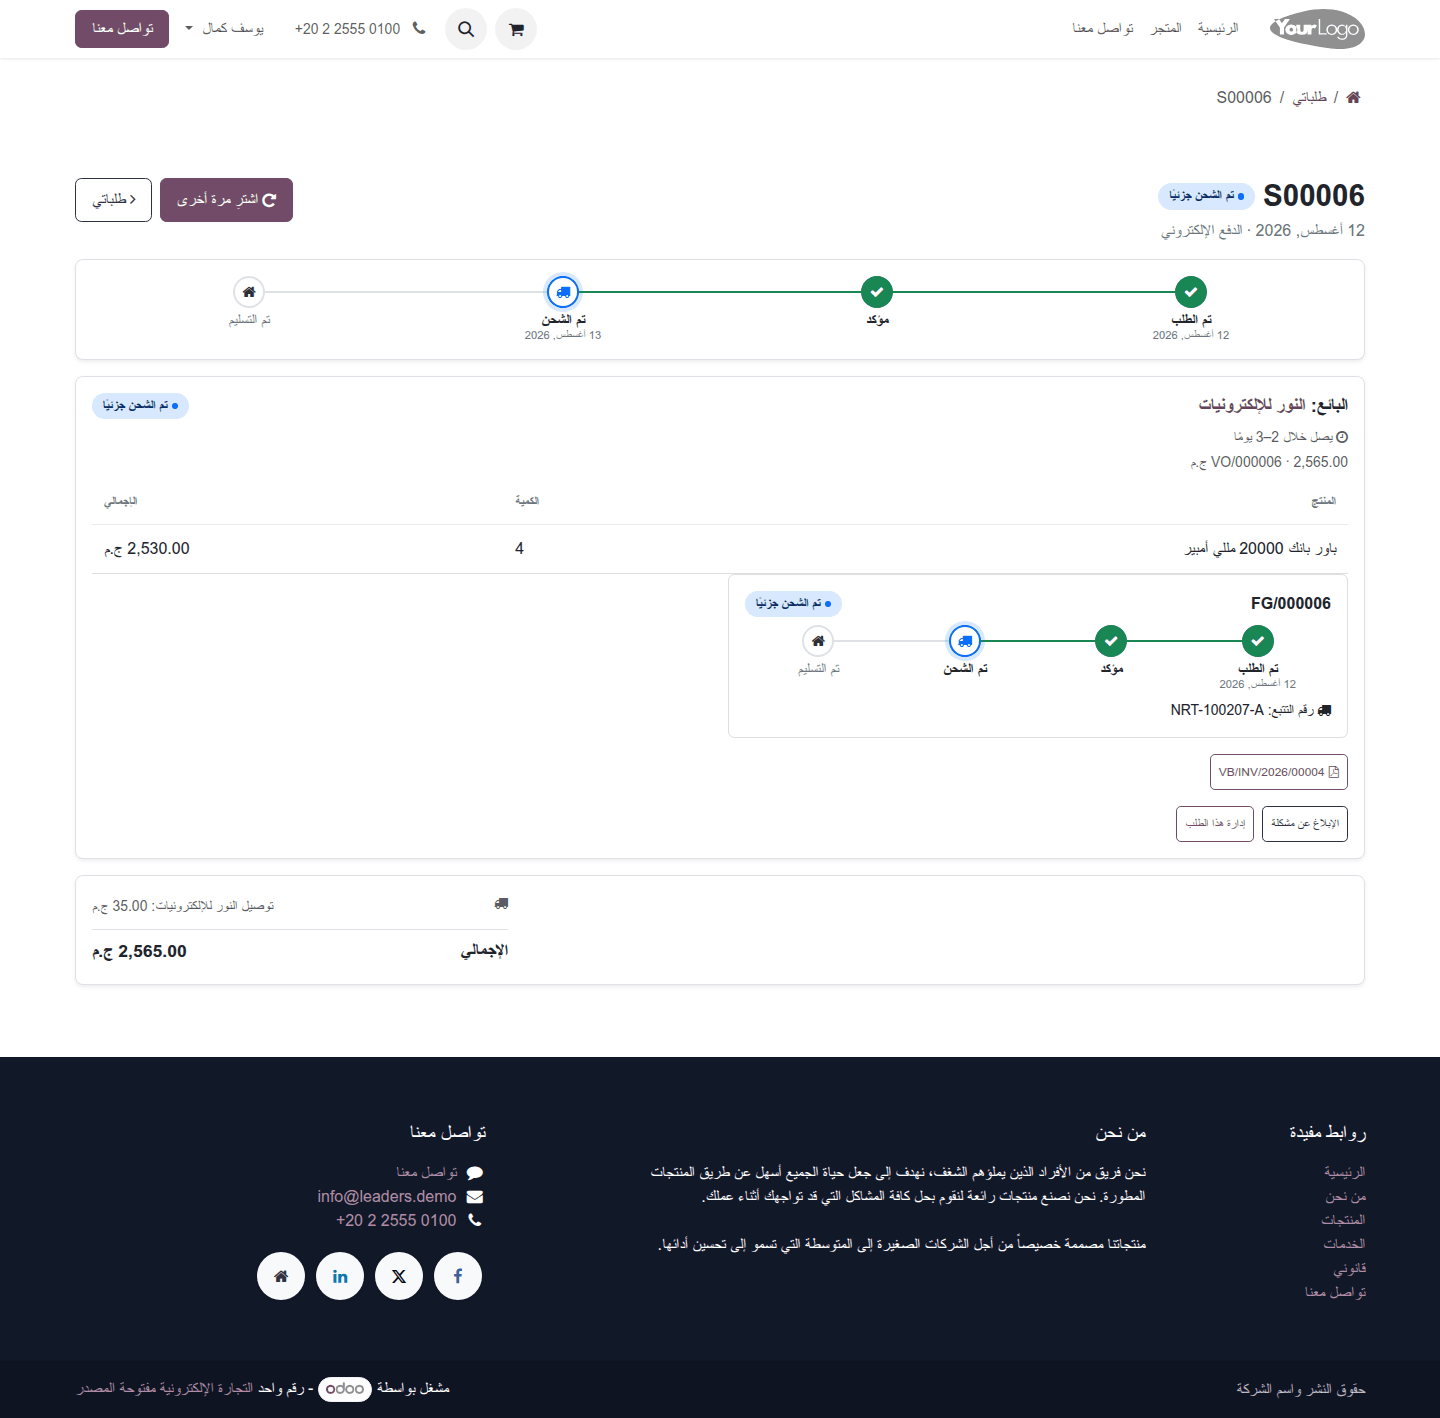 YourLogo
الرئيسية
المتجر
تواصل معنا
+20 2 2555 0100
يوسف كمال
تواصل معنا
/ طلباتي / S00006
S00006
تم الشحن جزئيًا
12 أغسطس, 2026 · الدفع الإلكتروني
اشترِ مرة أخرى
طلباتي
تم الطلب
12 أغسطس, 2026
مؤكد
تم الشحن
13 أغسطس, 2026
تم التسليم
البائع: النور للإلكترونيات
تم الشحن جزئيًا
يصل خلال 2–3 يومًا
VO/000006 · 2,565.00 ج.م
المنتج
الكمية
الإجمالي
باور بانك 20000 مللي أمبير
4
2,530.00 ج.م
FG/000006
تم الشحن جزئيًا
تم الطلب
12 أغسطس, 2026
مؤكد
تم الشحن
تم التسليم
رقم التتبع: NRT-100207-A
VB/INV/2026/00004
الإبلاغ عن مشكلة
إدارة هذا الطلب
توصيل النور للإلكترونيات: 35.00 ج.م
الإجمالي
2,565.00 ج.م
روابط مفيدة
الرئيسية
من نحن
المنتجات
الخدمات
قانوني
تواصل معنا
من نحن
نحن فريق من الأفراد الذين يملؤهم الشغف، نهدف إلى جعل حياة الجميع أسهل عن طريق المنتجات
المطورة. نحن نصنع منتجات رائعة لنقوم بحل كافة المشاكل التي قد تواجهك أثناء عملك.
منتجاتنا مصممة خصيصاً من أجل الشركات الصغيرة إلى المتوسطة التي تسمو إلى تحسين أدائها.
تواصل معنا
تواصل معنا
info@leaders.demo
+20 2 2555 0100
حقوق النشر واسم الشركة
مشغل بواسطة odoo - رقم واحد التجارة الإلكترونية مفتوحة المصدر